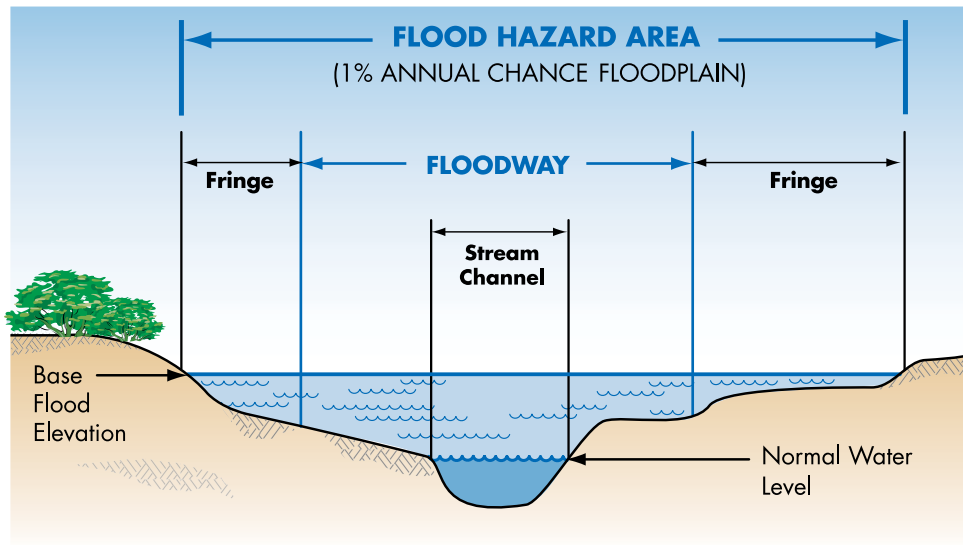 FLOOD HAZARD AREA
(1% ANNUAL CHANCE FLOODPLAIN)
Fringe
FLOODWAY
Fringe
Stream
Channel
Base
Flood
Elevation
Normal Water
Level